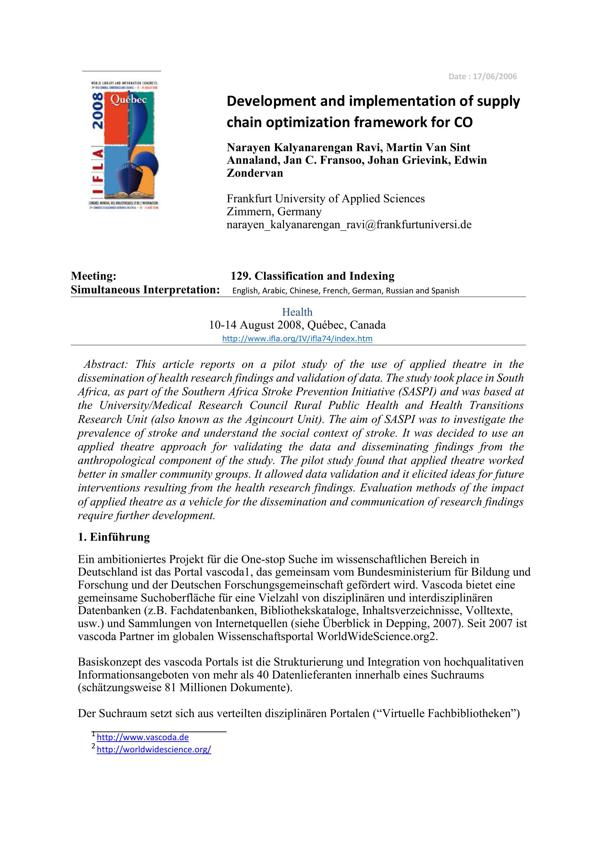 Date : 17/06/2006
WORLD LIBRARY AND INFORMATION CONGRESS:
Québec
2008
IFLA
Development and implementation of supply
chain optimization framework for CO
Narayen Kalyanarengan Ravi, Martin Van Sint
Annaland, Jan C. Fransoo, Johan Grievink, Edwin
Zondervan
Frankfurt University of Applied Sciences
Zimmern, Germany
narayen_kalyanarengan_ravi@frankfurtuniversi.de
Meeting: 129. Classification and Indexing
Simultaneous Interpretation: English, Arabic, Chinese, French, German, Russian and Spanish
Health
10-14 August 2008, Québec, Canada
http://www.ifla.org/IV/ifla74/index.htm
Abstract: This article reports on a pilot study of the use of applied theatre in the
dissemination of health research findings and validation of data. The study took place in South
Africa, as part of the Southern Africa Stroke Prevention Initiative (SASPI) and was based at
the University/Medical Research Council Rural Public Health and Health Transitions
Research Unit (also known as the Agincourt Unit). The aim of SASPI was to investigate the
prevalence of stroke and understand the social context of stroke. It was decided to use an
applied theatre approach for validating the data and disseminating findings from the
anthropological component of the study. The pilot study found that applied theatre worked
better in smaller community groups. It allowed data validation and it elicited ideas for future
interventions resulting from the health research findings. Evaluation methods of the impact
of applied theatre as a vehicle for the dissemination and communication of research findings
require further development.
1. Einführung
Ein ambitioniertes Projekt für die One-stop Suche im wissenschaftlichen Bereich in
Deutschland ist das Portal vascoda1, das gemeinsam vom Bundesministerium für Bildung und
Forschung und der Deutschen Forschungsgemeinschaft gefördert wird. Vascoda bietet eine
gemeinsame Suchoberfläche für eine Vielzahl von disziplinären und interdisziplinären
Datenbanken (z.B. Fachdatenbanken, Bibliothekskataloge, Inhaltsverzeichnisse, Volltexte,
usw.) und Sammlungen von Internetquellen (siehe Überblick in Depping, 2007). Seit 2007 ist
vascoda Partner im globalen Wissenschaftsportal WorldWideScience.org2.
Basiskonzept des vascoda Portals ist die Strukturierung und Integration von hochqualitativen
Informationsangeboten von mehr als 40 Datenlieferanten innerhalb eines Suchraums
(schätzungsweise 81 Millionen Dokumente).
Der Suchraum setzt sich aus verteilten disziplinären Portalen (“Virtuelle Fachbibliotheken”)
1 http://www.vascoda.de
2 http://worldwidescience.org/